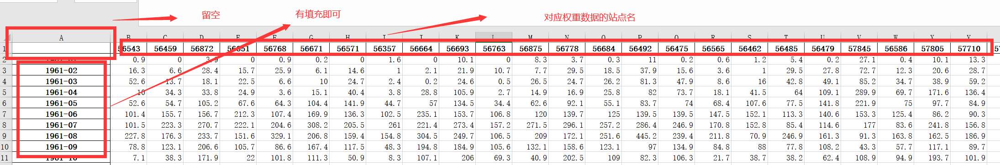 留空
有填充即可
对应权重数据的站点名
A B C D E F G H I J K L M N O P Q R S T U V W X Y
1 56543 56459 56872 56651 56768 56671 56571 56357 56664 56693 56763 56875 56778 56684 56492 56475 56565 56462 56485 56479 57845 56586 57805 57710
2 0.9 0 3.9 0 0.9 0.2 0 1.6 0 10.1 0 8.3 3.7 0.3 11 0.2 0.6 1.2 5.4 0.2 27.1 0.4 10.1 13.3
3 1961-02 16.3 6.6 28.4 15.7 25.9 6.1 14.6 1 2.1 21.9 10.7 7.7 29.5 18.5 37.9 15.6 3.6 1 29.5 27.8 72.7 12.3 20.6 28.7
4 1961-03 52.6 13.7 18.1 22.5 6.6 10 24.7 2.4 0.2 24.6 0.5 26.5 24.7 26.2 81.3 47.9 8.6 16 42.8 49.1 85.2 34.7 38.9 59.2
5 1961-04 10 34.3 33.8 24.9 3.6 15.1 40.4 3.8 28.8 105.9 2.7 14.9 16.9 25.8 82 73.7 18.1 41.5 64 109.1 289.9 69.7 171.6 136.4
6 1961-05 52.6 54.7 105.2 67.6 64.3 104.4 141.9 44.7 57 134.5 34.4 62.6 92.1 55.1 83.7 74 68.4 107.6 77.5 141.8 221.9 75 97.7 84.9
7 1961-06 101.4 155.7 156.7 212.3 107.4 169.9 136.3 102.5 235.1 153.7 106.8 120 139.7 125 139.5 139.5 147.5 152.1 113.3 140.6 153.3 125.4 86.2 90.3
8 1961-07 101.5 223.3 270.7 222.1 204.6 308.2 205.5 261 221.4 273.4 157.2 271.5 296.1 257.2 286.4 246.9 170.8 152.8 85.4 114.6 177 83.6 241.8 156.8
9 1961-08 227.8 176.3 233.7 151.6 329.1 206.8 159.4 154.8 304.5 249.7 106.5 209 172.1 251.6 445.2 239.4 211.8 70.9 246.9 161.3 91.3 163.8 162.5 186.9
10 1961-09 78.8 123.1 206.6 105.7 86.6 167.4 117.5 48.3 194.8 184.9 105.6 132.1 158.6 123.1 97 134.9 84.8 88 77.8 108.2 43.3 57.7 117.1 89.7
11 1961-10 7.1 38.3 171.9 22 101.8 111.3 50.9 8.3 107.1 206 69.3 40.9 202.5 109 82.3 106.3 21.7 38.7 38.2 62.4 108.9 94.9 193.7 101.9